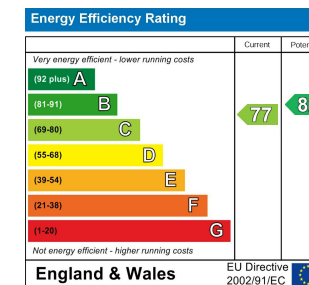 Energy Efficiency Rating
Current
Very energy efficient - lower running costs
(92 plus) A
(81-91) B
(69-80) C
77
(55-68) D
(39-54) E
(21-38) F
(1-20) G
Not energy efficient - higher running costs
England & Wales
EU Directive
2002/91/EC